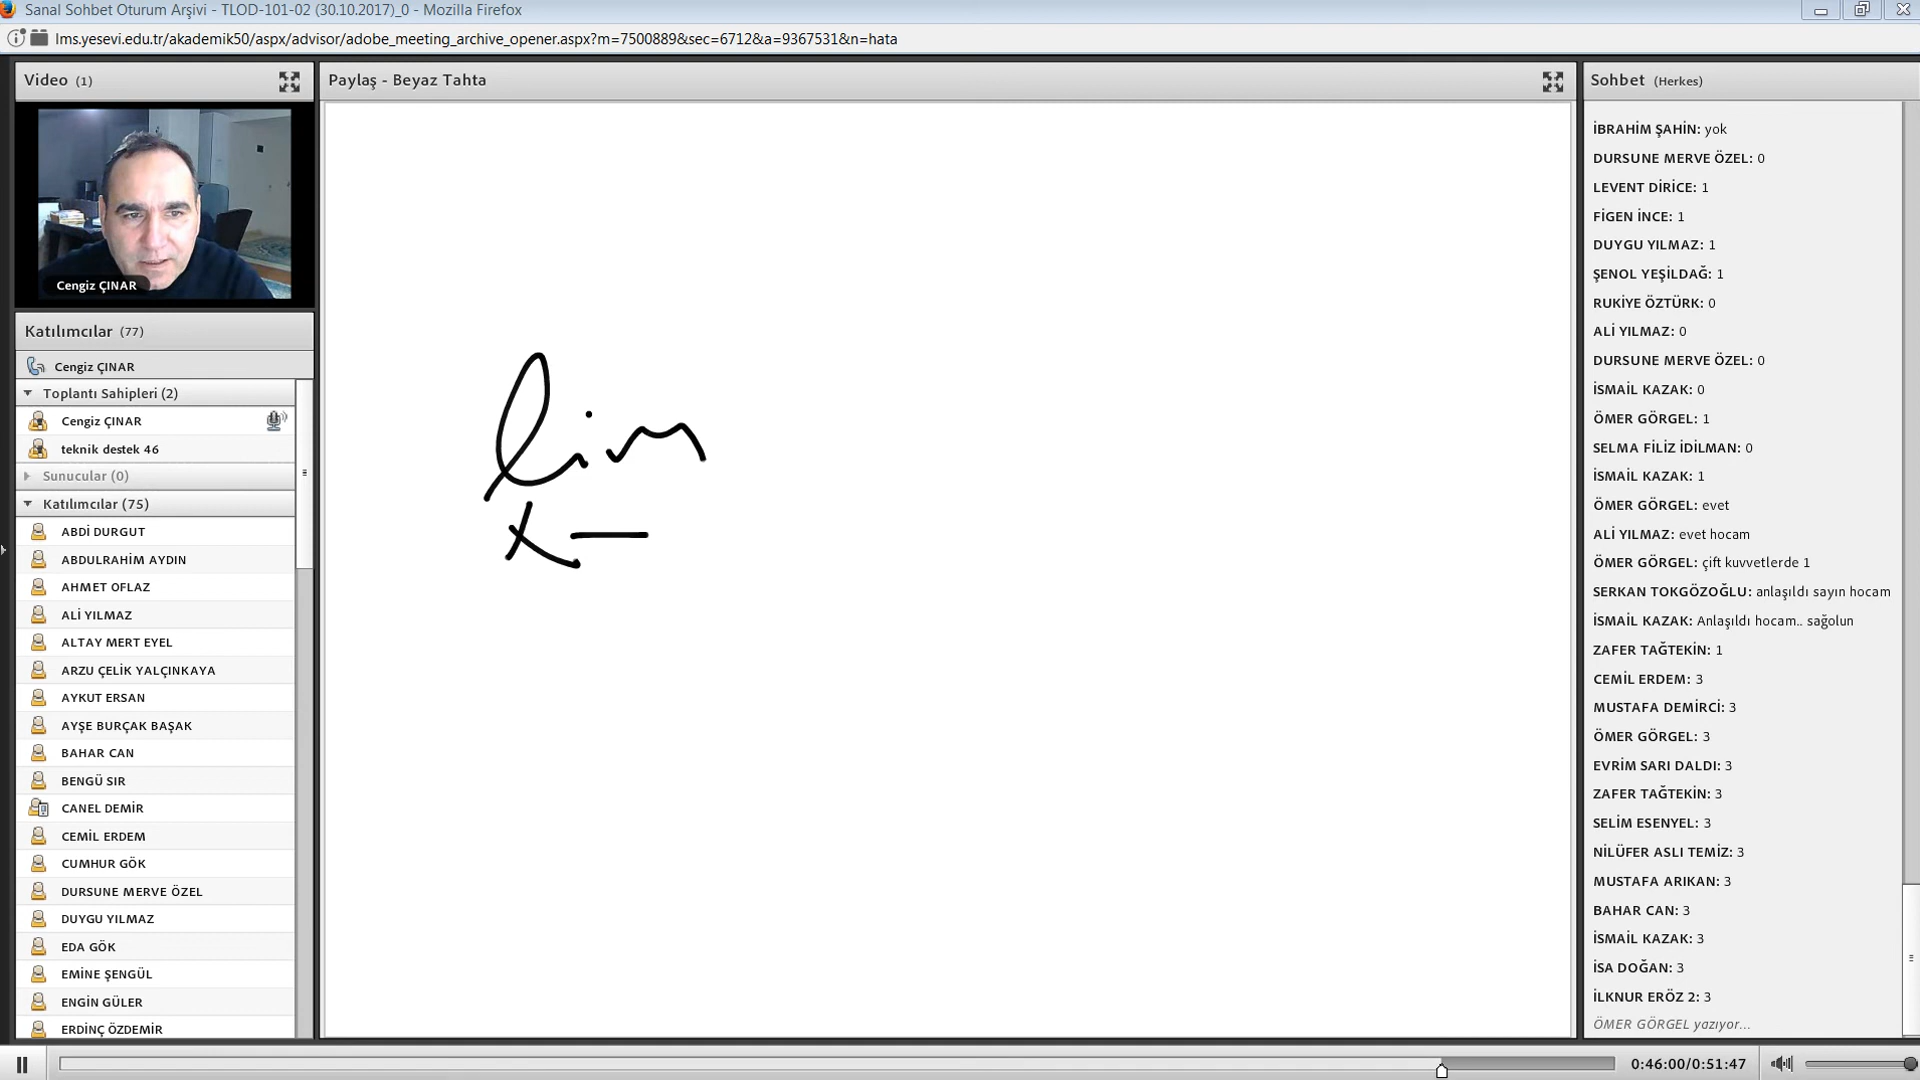 Sanal Sohbet Oturum Arşivi - TLOD-101-02 (30.10.2017)_0 - Mozilla Firefox
lms.yesevi.edu.tr/akademik50/aspx/advisor/adobe_meeting_archive_opener.aspx?m=7500889&sec=6712&a=9367531&n=hata
Video (1)
Cengiz ÇINAR
Katılımcılar (77)
Cengiz ÇINAR
Toplantı Sahipleri (2)
Cengiz ÇINAR
teknik destek 46
Sunucular (0)
Katılımcılar (75)
ABDİ DURGUT
ABDULRAHİM AYDIN
AHMET OFLAZ
ALİ YILMAZ
ALTAY MERT EYEL
ARZU ÇELİK YALÇINKAYA
AYKUT ERSAN
AYŞE BURÇAK BAŞAK
BAHAR CAN
BENGÜ SIR
CANEL DEMİR
CEMİL ERDEM
CUMHUR GÖK
DURSUNE MERVE ÖZEL
DUYGU YILMAZ
EDA GÖK
EMİNE ŞENGÜL
ENGİN GÜLER
ERDİNÇ ÖZDEMİR
Paylaş - Beyaz Tahta
lim
x—
Sohbet (Herkes)
İBRAHİM ŞAHİN: yok
DURSUNE MERVE ÖZEL: 0
LEVENT DİRİCE: 1
FİGEN İNCE: 1
DUYGU YILMAZ: 1
ŞENOL YEŞİLDAĞ: 1
RUKİYE ÖZTÜRK: 0
ALİ YILMAZ: 0
DURSUNE MERVE ÖZEL: 0
İSMAİL KAZAK: 0
ÖMER GÖRGEL: 1
SELMA FİLİZ İDİLMAN: 0
İSMAİL KAZAK: 1
ÖMER GÖRGEL: evet
ALİ YILMAZ: evet hocam
ÖMER GÖRGEL: çift kuvvetlerde 1
SERKAN TOKGÖZOĞLU: anlaşıldı sayın hocam
İSMAİL KAZAK: Anlaşıldı hocam.. sağolun
ZAFER TAĞTEKİN: 1
CEMİL ERDEM: 3
MUSTAFA DEMİRCİ: 3
ÖMER GÖRGEL: 3
EVRİM SARI DALDI: 3
ZAFER TAĞTEKİN: 3
SELİM ESENYEL: 3
NİLÜFER ASLI TEMİZ: 3
MUSTAFA ARIKAN: 3
BAHAR CAN: 3
İSMAİL KAZAK: 3
İSA DOĞAN: 3
İLKNUR ERÖZ 2: 3
ÖMER GÖRGEL yazıyor...
0:46:00/0:51:47